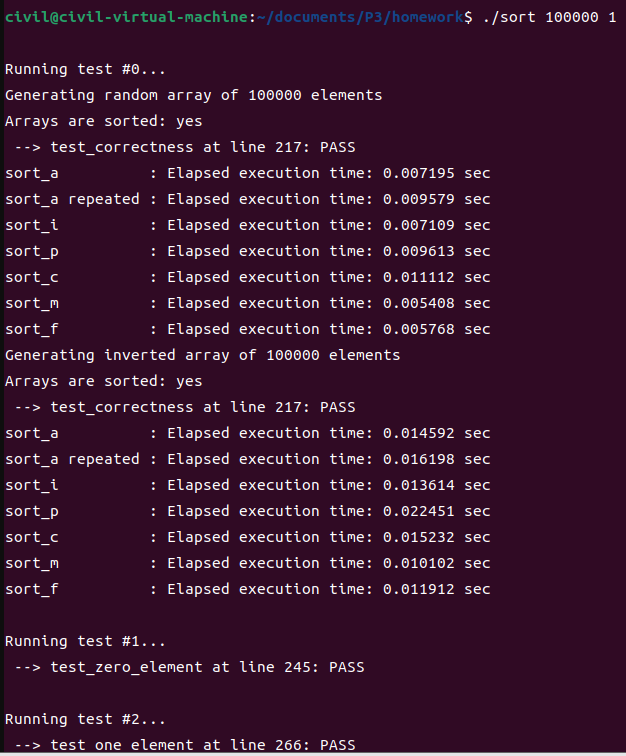 civil@civil-virtual-machine:~/documents/P3/homework$ ./sort 100000 1
Running test #0...
Generating random array of 100000 elements
Arrays are sorted: yes
 --> test_correctness at line 217: PASS
sort_a          : Elapsed execution time: 0.007195 sec
sort_a repeated : Elapsed execution time: 0.009579 sec
sort_i          : Elapsed execution time: 0.007109 sec
sort_p          : Elapsed execution time: 0.009613 sec
sort_c          : Elapsed execution time: 0.011112 sec
sort_m          : Elapsed execution time: 0.005408 sec
sort_f          : Elapsed execution time: 0.005768 sec
Generating inverted array of 100000 elements
Arrays are sorted: yes
 --> test_correctness at line 217: PASS
sort_a          : Elapsed execution time: 0.014592 sec
sort_a repeated : Elapsed execution time: 0.016198 sec
sort_i          : Elapsed execution time: 0.013614 sec
sort_p          : Elapsed execution time: 0.022451 sec
sort_c          : Elapsed execution time: 0.015232 sec
sort_m          : Elapsed execution time: 0.010102 sec
sort_f          : Elapsed execution time: 0.011912 sec
Running test #1...
 --> test_zero_element at line 245: PASS
Running test #2...
 --> test_one_element at line 266: PASS